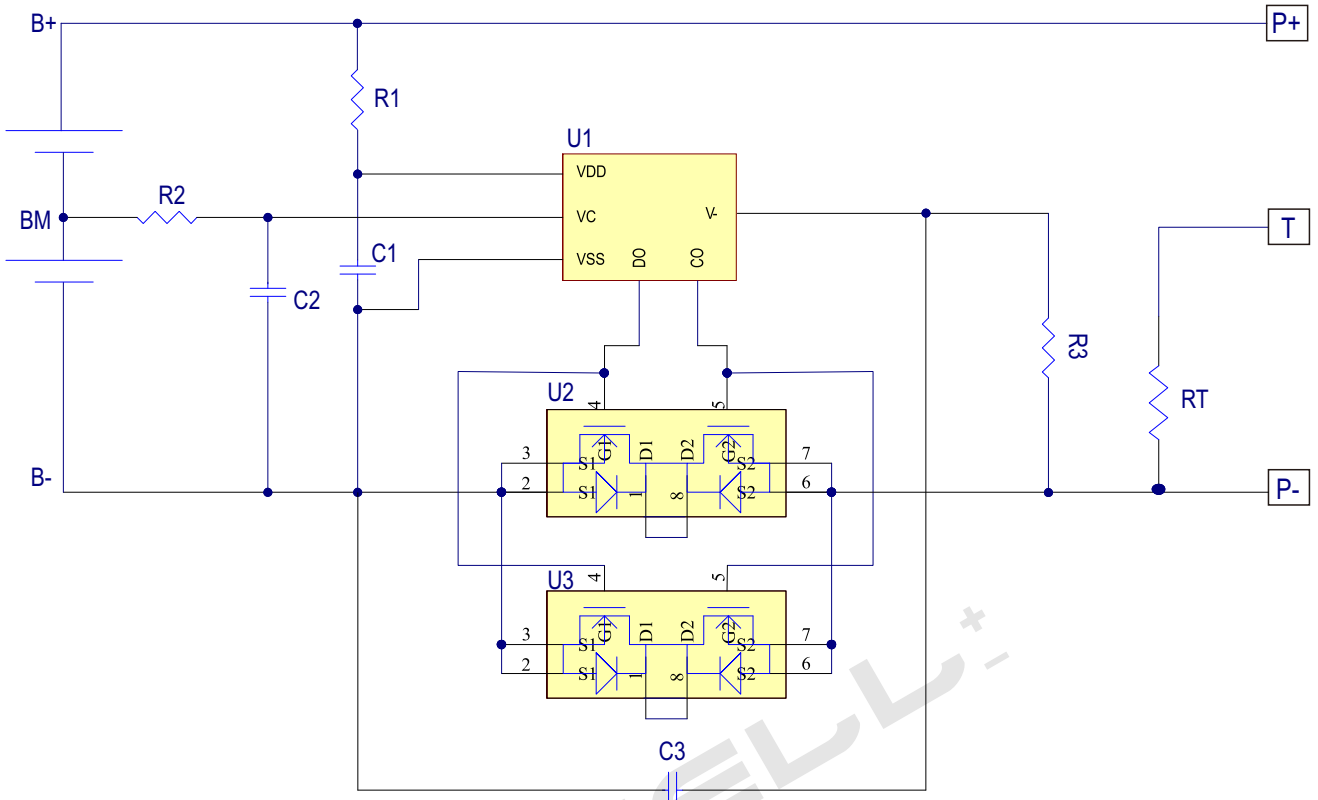 B+
P+
R1
U1
VDD
R2
BM
VC
V-
T
C1
VSS
DO
CO
C2
R3
U2
4
5
RT
G1
D1
D2
G2
3
S1
S2
7
B-
2
S1
1
8
S2
6
P-
U3
4
5
G1
D1
D2
G2
3
S1
S2
7
2
S1
1
8
S2
6
C3
ELL+
-